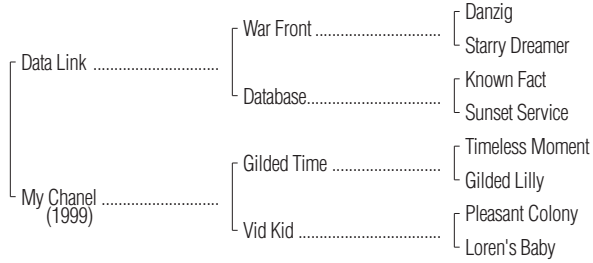 Danzig
War Front ................................
Starry Dreamer
Data Link ................................
Known Fact
Database..................................
Sunset Service
Timeless Moment
Gilded Time ............................
Gilded Lilly
My Chanel ..............................
(1999)
Pleasant Colony
Vid Kid ....................................
Loren's Baby